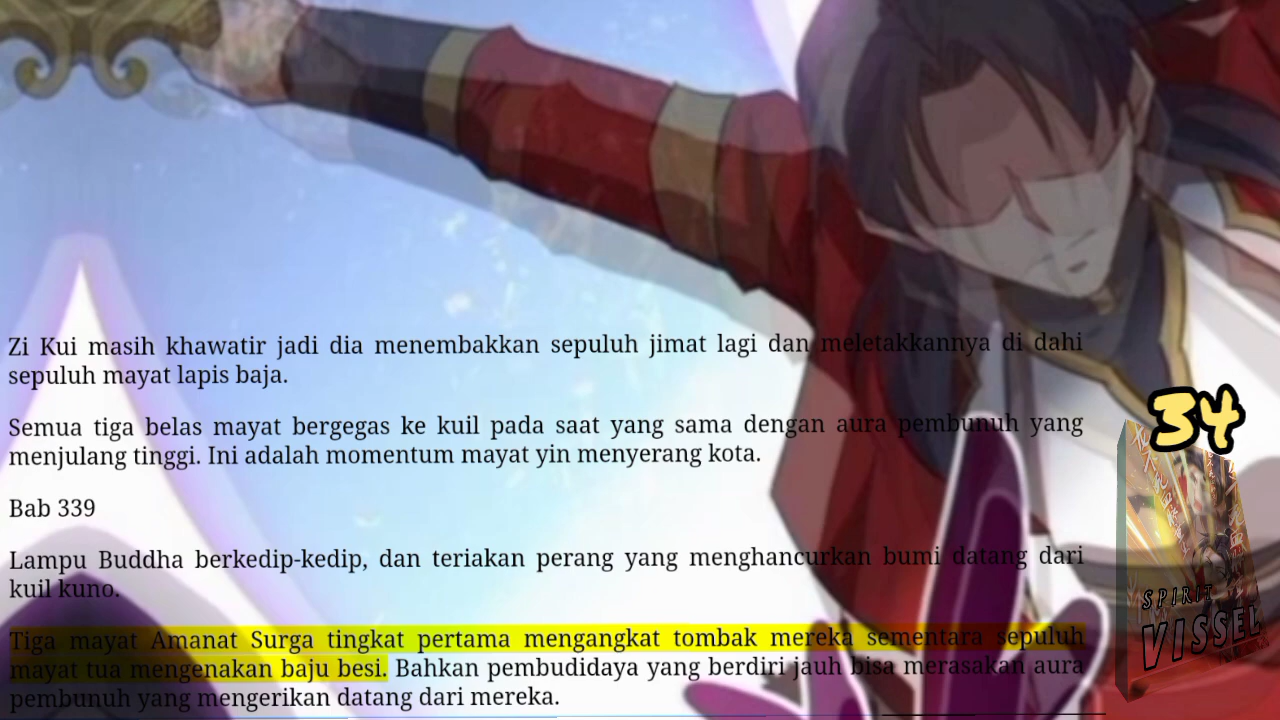 Zi Kui masih khawatir jadi dia menembakkan sepuluh jimat lagi dan meletakkannya di dahi
sepuluh mayat lapis baja.
Semua tiga belas mayat bergegas ke kuil pada saat yang sama dengan aura pembunuh yang
menjulang tinggi. Ini adalah momentum mayat yin menyerang kota.
Bab 339
Lampu Buddha berkedip-kedip, dan teriakan perang yang menghancurkan bumi datang dari
kuil kuno.
Tiga mayat Amanat Surga tingkat pertama mengangkat tombak mereka sementara sepuluh
mayat tua mengenakan baju besi. Bahkan pembudidaya yang berdiri jauh bisa merasakan aura
pembunuh yang mengerikan datang dari mereka.
34
SPIRIT
VISSEL